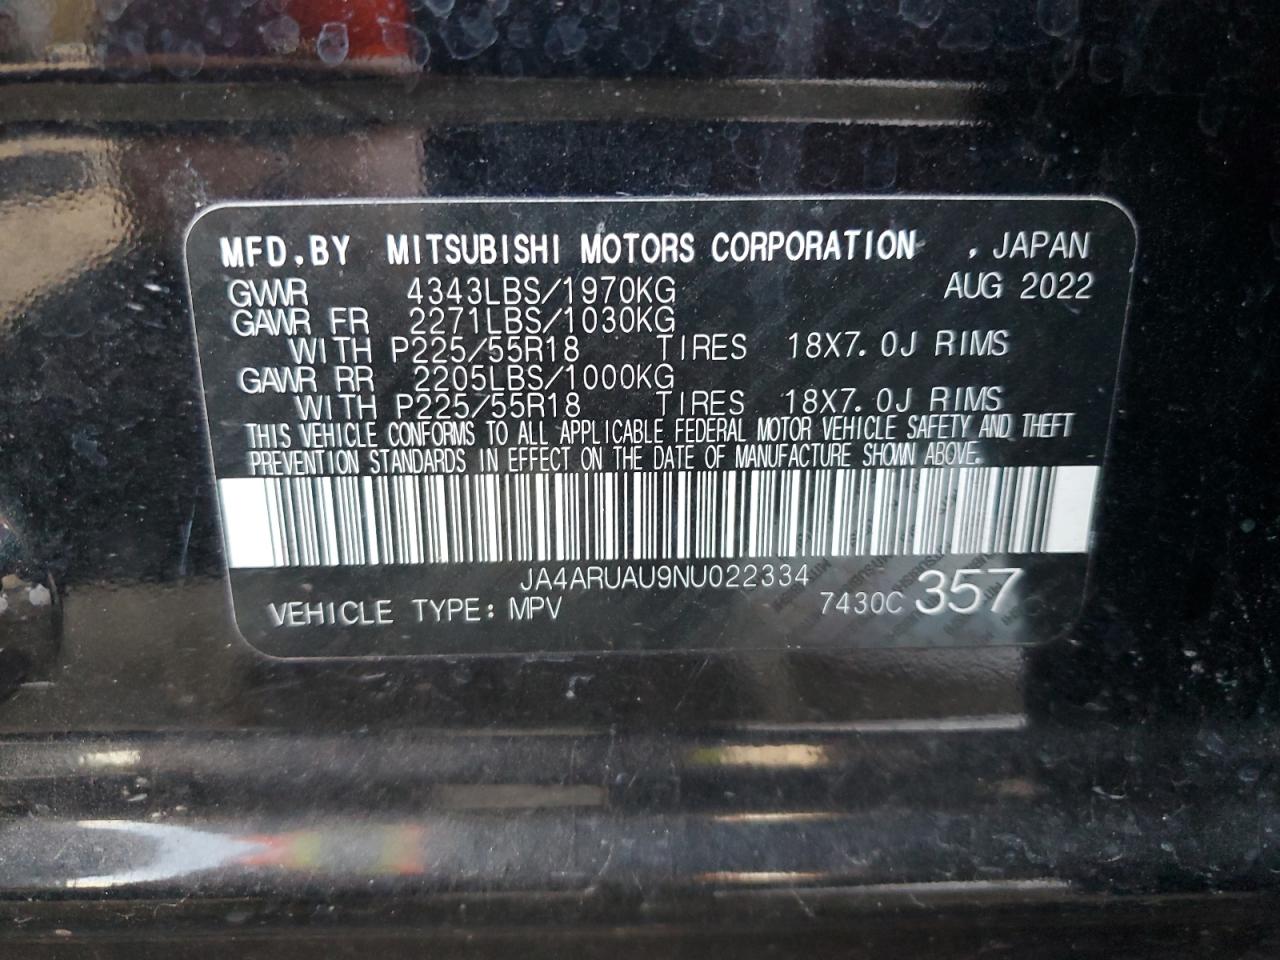 MFD.BY MITSUBISHI MOTORS CORPORATION , JAPAN
GVWR 4343LBS/1970KG AUG 2022
GAWR FR 2271LBS/1030KG
WITH P225/55R18 TIRES 18X7.0J RIMS
GAWR RR 2205LBS/1000KG
WITH P225/55R18 TIRES 18X7.0J RIMS
THIS VEHICLE CONFORMS TO ALL APPLICABLE FEDERAL MOTOR VEHICLE SAFETY AND THEFT
PREVENTION STANDARDS IN EFFECT ON THE DATE OF MANUFACTURE SHOWN ABOVE.
JA4ARUAU9NU022334
VEHICLE TYPE: MPV 7430C 357